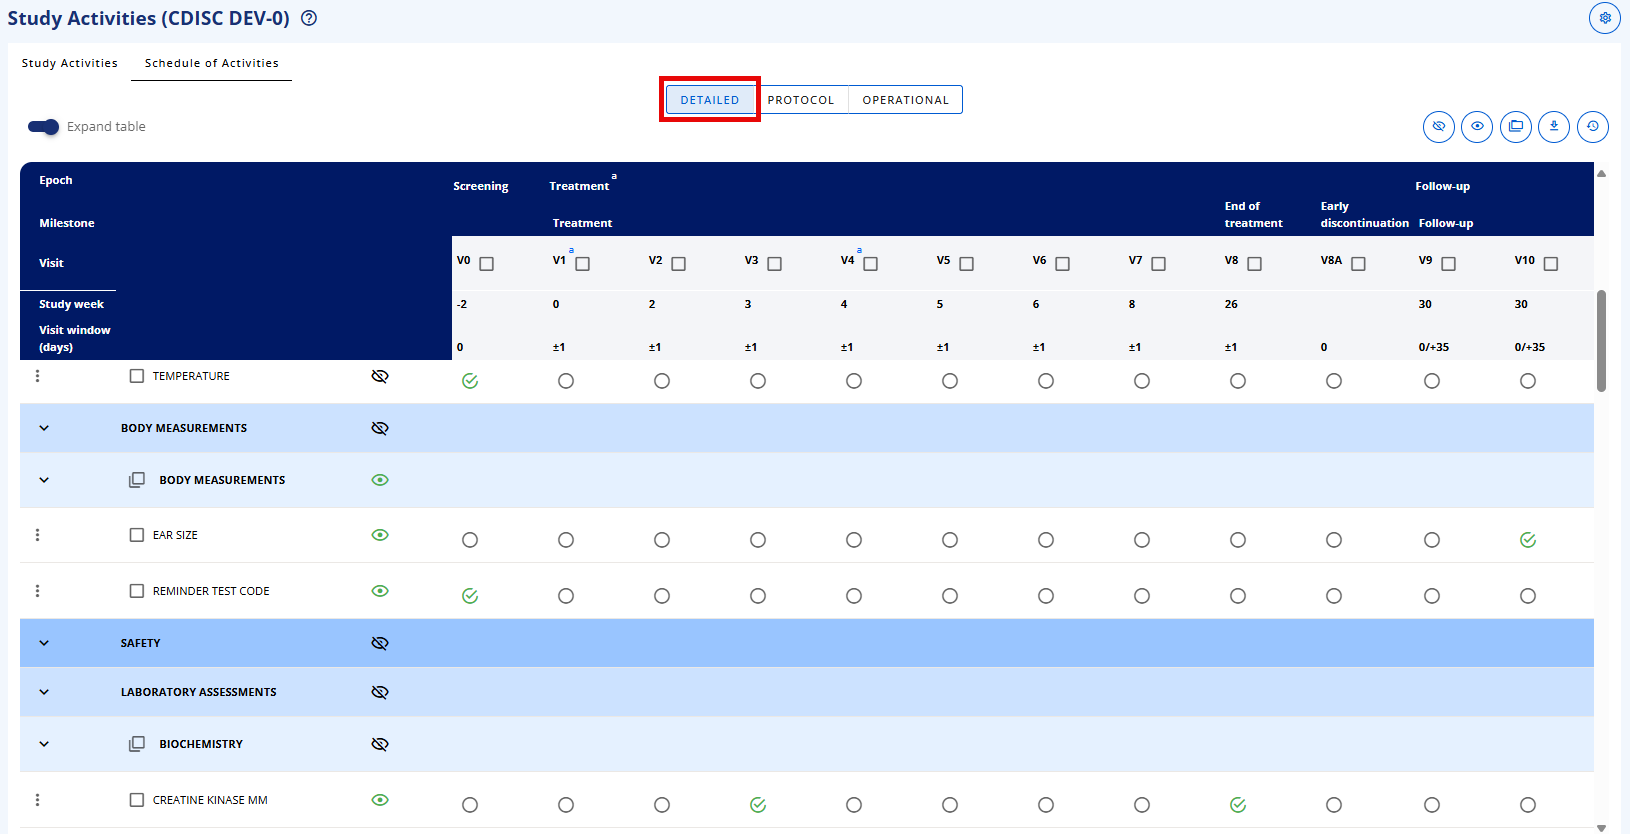 Study Activities (CDISC DEV-0)
Study Activities Schedule of Activities
DETAILED PROTOCOL OPERATIONAL
Expand table
Epoch Screening Treatment a Follow-up
Milestone Treatment End of treatment Early discontinuation Follow-up
Visit V0 V1 a V2 V3 V4 a V5 V6 V7 V8 V8A V9 V10
Study week -2 0 2 3 4 5 6 8 26 30 30
Visit window (days) 0 ±1 ±1 ±1 ±1 ±1 ±1 ±1 ±1 0 0/+35 0/+35
TEMPERATURE
BODY MEASUREMENTS
BODY MEASUREMENTS
EAR SIZE
REMINDER TEST CODE
SAFETY
LABORATORY ASSESSMENTS
BIOCHEMISTRY
CREATINE KINASE MM